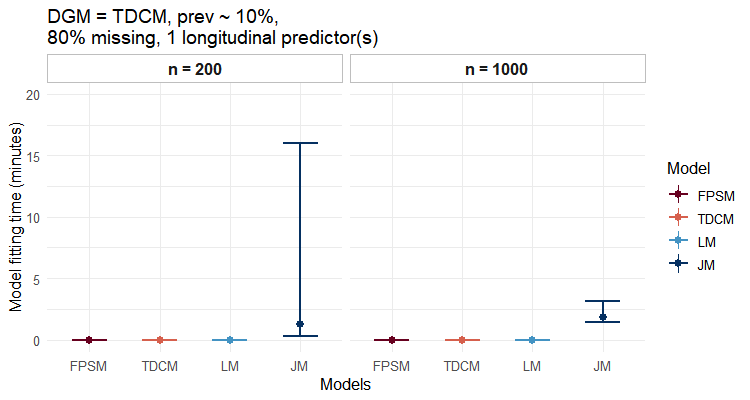 DGM = TDCM, prev ~ 10%,
80% missing, 1 longitudinal predictor(s)
n = 200
n = 1000
Model fitting time (minutes)
20
15
10
5
0
FPSM
TDCM
LM
JM
FPSM
TDCM
LM
JM
Models
Model
FPSM
TDCM
LM
JM